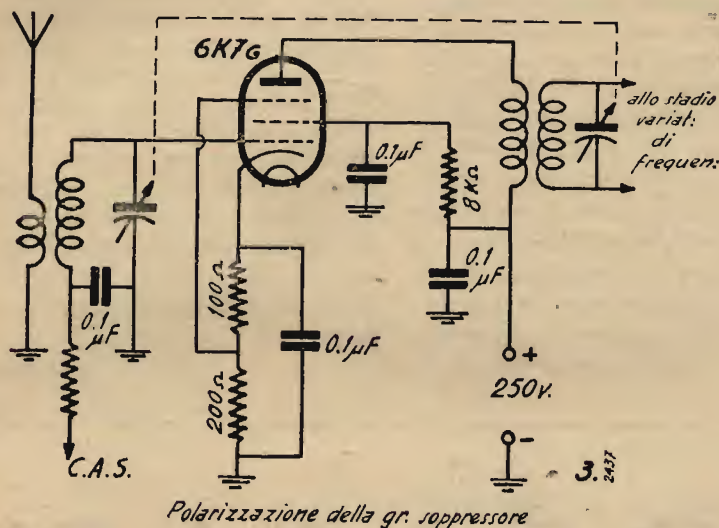 6K7G
allo stadio
variat:
di
frequen:
0.1µF
8KΩ
0.1
µF
0.1
µF
100Ω
0.1µF
200Ω
+
250v.
-
C.A.S.
3.
2437
Polarizzazione della gr. soppressore